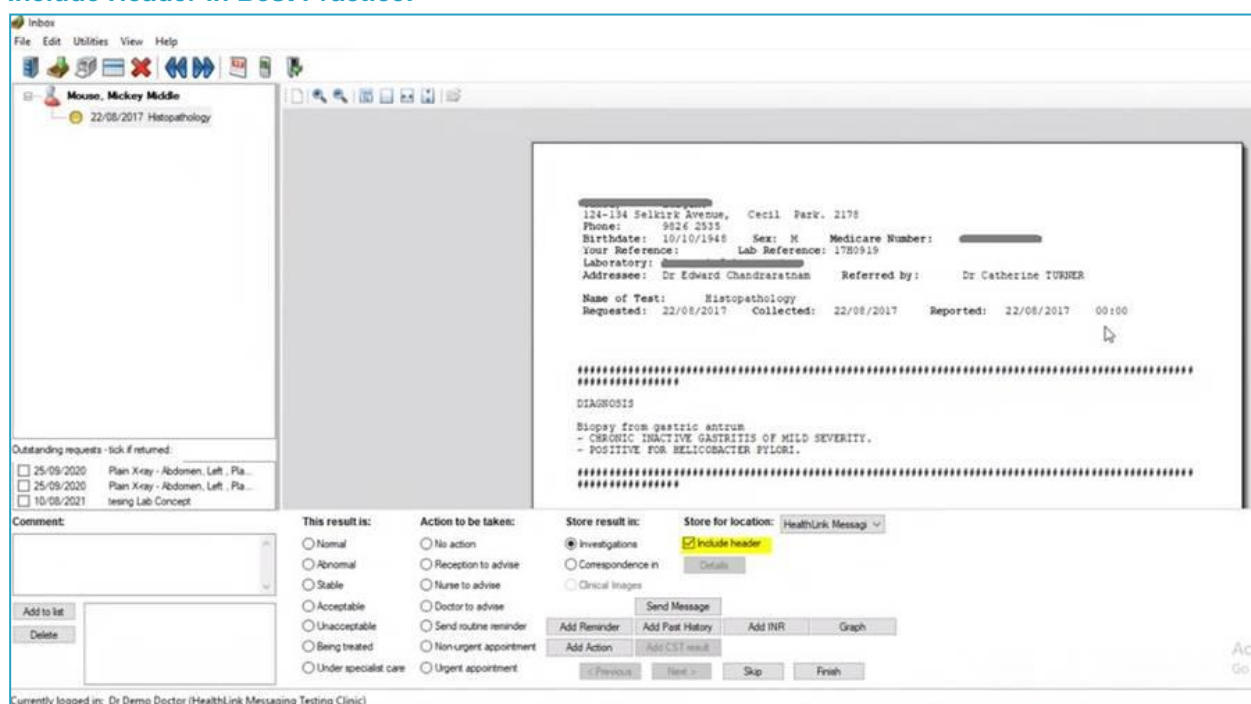 Include Header in Best Practice:
Inbox
File Edit Utilities View Help
Mouse, Mickey Middle
22/08/2017 Histopathology
124-134 Selkirk Avenue, Cecil Park. 2178
Phone: 9826 2535
Birthdate: 10/10/1948 Sex: M Medicare Number:
Your Reference: Lab Reference: 17H0919
Laboratory:
Addressee: Dr Edward Chandraratnam Referred by: Dr Catherine TURNER
Name of Test: Histopathology
Requested: 22/08/2017 Collected: 22/08/2017 Reported: 22/08/2017 00:00
DIAGNOSIS
Biopsy from gastric antrum
- CHRONIC INACTIVE GASTRITIS OF MILD SEVERITY.
- POSITIVE FOR HELICOBACTER PYLORI.
Outstanding requests - tick if returned:
25/09/2020 Plain X-ray - Abdomen, Left , Pla...
25/09/2020 Plain X-ray - Abdomen, Left , Pla...
10/08/2021 tesing Lab Concept
Comment: This result is: Action to be taken: Store result in: Store for location: HealthLink Messagi
Normal No action Investigations Include header
Abnormal Reception to advise Correspondence in Details
Stable Nurse to advise Clinical Images
Acceptable Doctor to advise Send Message
Add to list Unacceptable Send routine reminder Add Reminder Add Past History Add INR Graph
Delete Being treated Non-urgent appointment Add Action Add CST result
Under specialist care Urgent appointment < Previous Next > Skip Finish
Currently logged in: Dr Demo Doctor (HealthLink Messaging Testing Clinic)